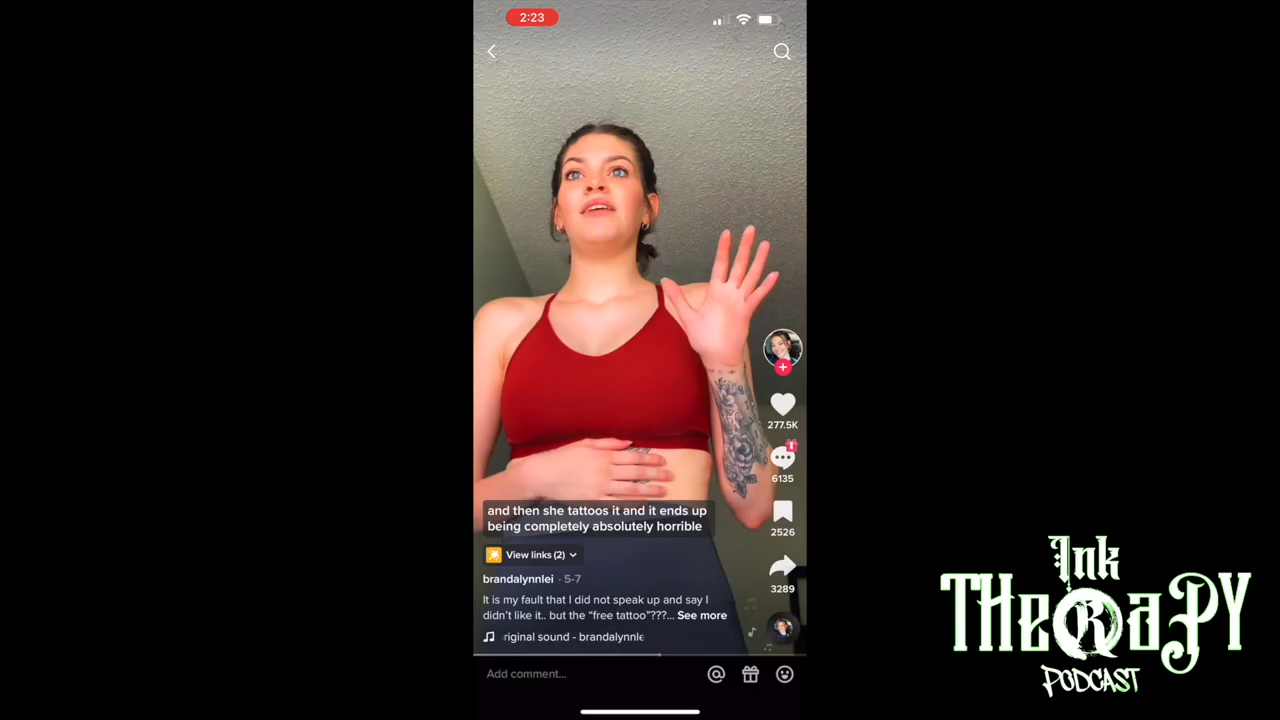 2:23
277.5K
6135
2526
3289
and then she tattoos it and it ends up
being completely absolutely horrible
View links (2)
brandalynnlei · 5-7
It is my fault that I did not speak up and say I
didn't like it.. but the "free tattoo"???... See more
riginal sound - brandalynnle
Add comment...
Ink
THeRaPY
PODCAST